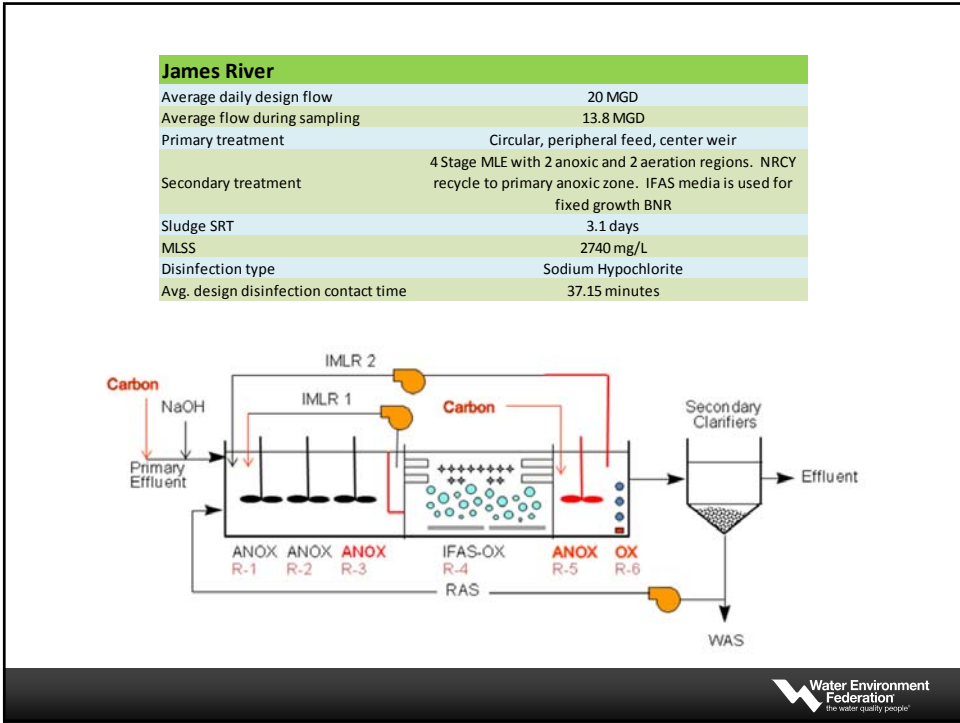 James River
Average daily design flow 20 MGD
Average flow during sampling 13.8 MGD
Primary treatment Circular, peripheral feed, center weir
Secondary treatment 4 Stage MLE with 2 anoxic and 2 aeration regions. NRCY
recycle to primary anoxic zone. IFAS media is used for
fixed growth BNR
Sludge SRT 3.1 days
MLSS 2740 mg/L
Disinfection type Sodium Hypochlorite
Avg. design disinfection contact time 37.15 minutes
IMLR 2
Carbon
NaOH
IMLR 1
Carbon
Secondary
Clarifiers
Primary
Effluent
Effluent
ANOX ANOX ANOX IFAS-OX ANOX OX
R-1 R-2 R-3 R-4 R-5 R-6
RAS
WAS
Water Environment
Federation
the water quality people®